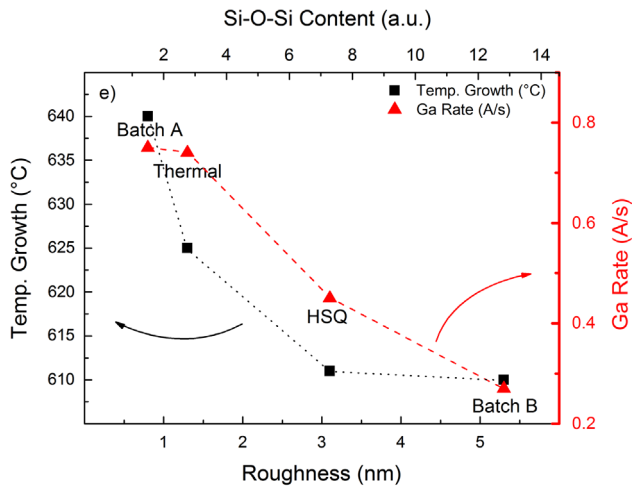 Si-O-Si Content (a.u.)
2 4 6 8 10 12 14
e)
Temp. Growth (°C)
Ga Rate (A/s)
640
635
630
625
620
615
610
Temp. Growth (°C)
Batch A
Thermal
HSQ
Batch B
0.8
0.6
0.4
0.2
Ga Rate (A/s)
1 2 3 4 5
Roughness (nm)